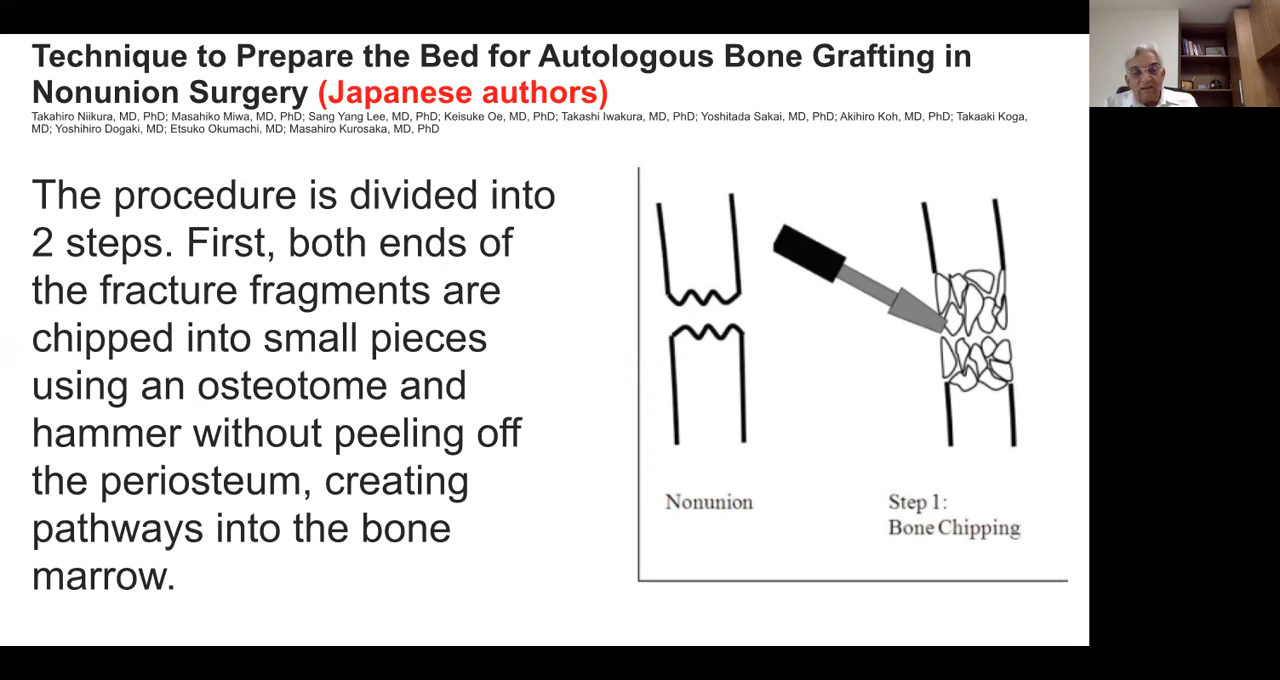 Technique to Prepare the Bed for Autologous Bone Grafting in
Nonunion Surgery (Japanese authors)
Takahiro Niikura, MD, PhD; Masahiko Miwa, MD, PhD; Sang Yang Lee, MD, PhD; Keisuke Oe, MD, PhD; Takashi Iwakura, MD, PhD; Yoshitada Sakai, MD, PhD; Akihiro Koh, MD, PhD; Takaaki Koga,
MD; Yoshihiro Dogaki, MD; Etsuko Okumachi, MD; Masahiro Kurosaka, MD, PhD
The procedure is divided into
2 steps. First, both ends of
the fracture fragments are
chipped into small pieces
using an osteotome and
hammer without peeling off
the periosteum, creating
pathways into the bone
marrow.
Nonunion
Step 1:
Bone Chipping